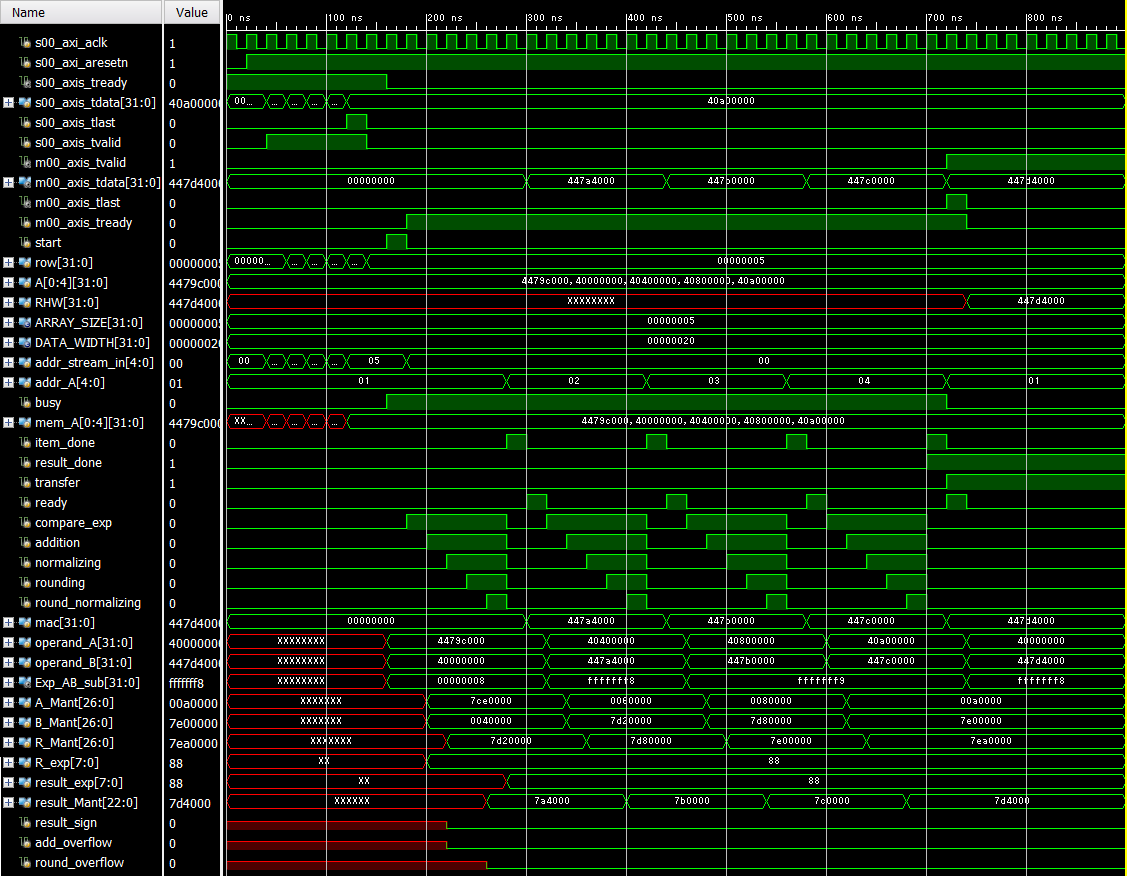 Name Value 0 ns 100 ns 200 ns 300 ns 400 ns 500 ns 600 ns 700 ns 800 ns
s00_axi_aclk 1
s00_axi_aresetn 1
s00_axis_tready 0
s00_axis_tdata[31:0] 40a00000 00... ... ... ... ... 40a00000
s00_axis_tlast 0
s00_axis_tvalid 0
m00_axis_tvalid 1
m00_axis_tdata[31:0] 447d4000 00000000 447a4000 447b0000 447c0000 447d4000
m00_axis_tlast 0
m00_axis_tready 0
start 0
row[31:0] 00000005 00000... ... ... ... ... 00000005
A[0:4][31:0] 4479c000 4479c000,40000000,40400000,40800000,40a00000
RHW[31:0] 447d4000 XXXXXXXX 447d4000
ARRAY_SIZE[31:0] 00000005 00000005
DATA_WIDTH[31:0] 00000020 00000020
addr_stream_in[4:0] 00 00 ... ... ... ... 05 00
addr_A[4:0] 01 01 02 03 04 01
busy 0
mem_A[0:4][31:0] 4479c000 XX... ... ... ... ... 4479c000,40000000,40400000,40800000,40a00000
item_done 0
result_done 1
transfer 1
ready 0
compare_exp 0
addition 0
normalizing 0
rounding 0
round_normalizing 0
mac[31:0] 447d4000 00000000 447a4000 447b0000 447c0000 447d4000
operand_A[31:0] 40000000 XXXXXXXX 4479c000 40400000 40800000 40a00000 40000000
operand_B[31:0] 447d4000 XXXXXXXX 40000000 447a4000 447b0000 447c0000 447d4000
Exp_AB_sub[31:0] fffffff8 XXXXXXXX 00000008 fffffff8 fffffff9 fffffff8
A_Mant[26:0] 00a0000 XXXXXXX 7ce0000 0060000 0080000 00a0000
B_Mant[26:0] 7e00000 XXXXXXX 0040000 7d20000 7d80000 7e00000
R_Mant[26:0] 7ea0000 XXXXXXX 7d20000 7d80000 7e00000 7ea0000
R_exp[7:0] 88 XX 88
result_exp[7:0] 88 XX 88
result_Mant[22:0] 7d4000 XXXXXX 7a4000 7b0000 7c0000 7d4000
result_sign 0
add_overflow 0
round_overflow 0